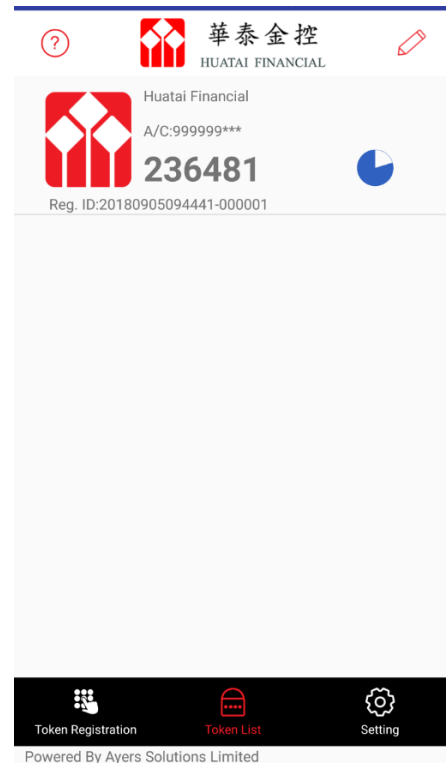 ?
華泰金控
HUATAI FINANCIAL
Huatai Financial
A/C:999999***
236481
Reg. ID:20180905094441-000001
Token Registration
Token List
Setting
Powered By Ayers Solutions Limited